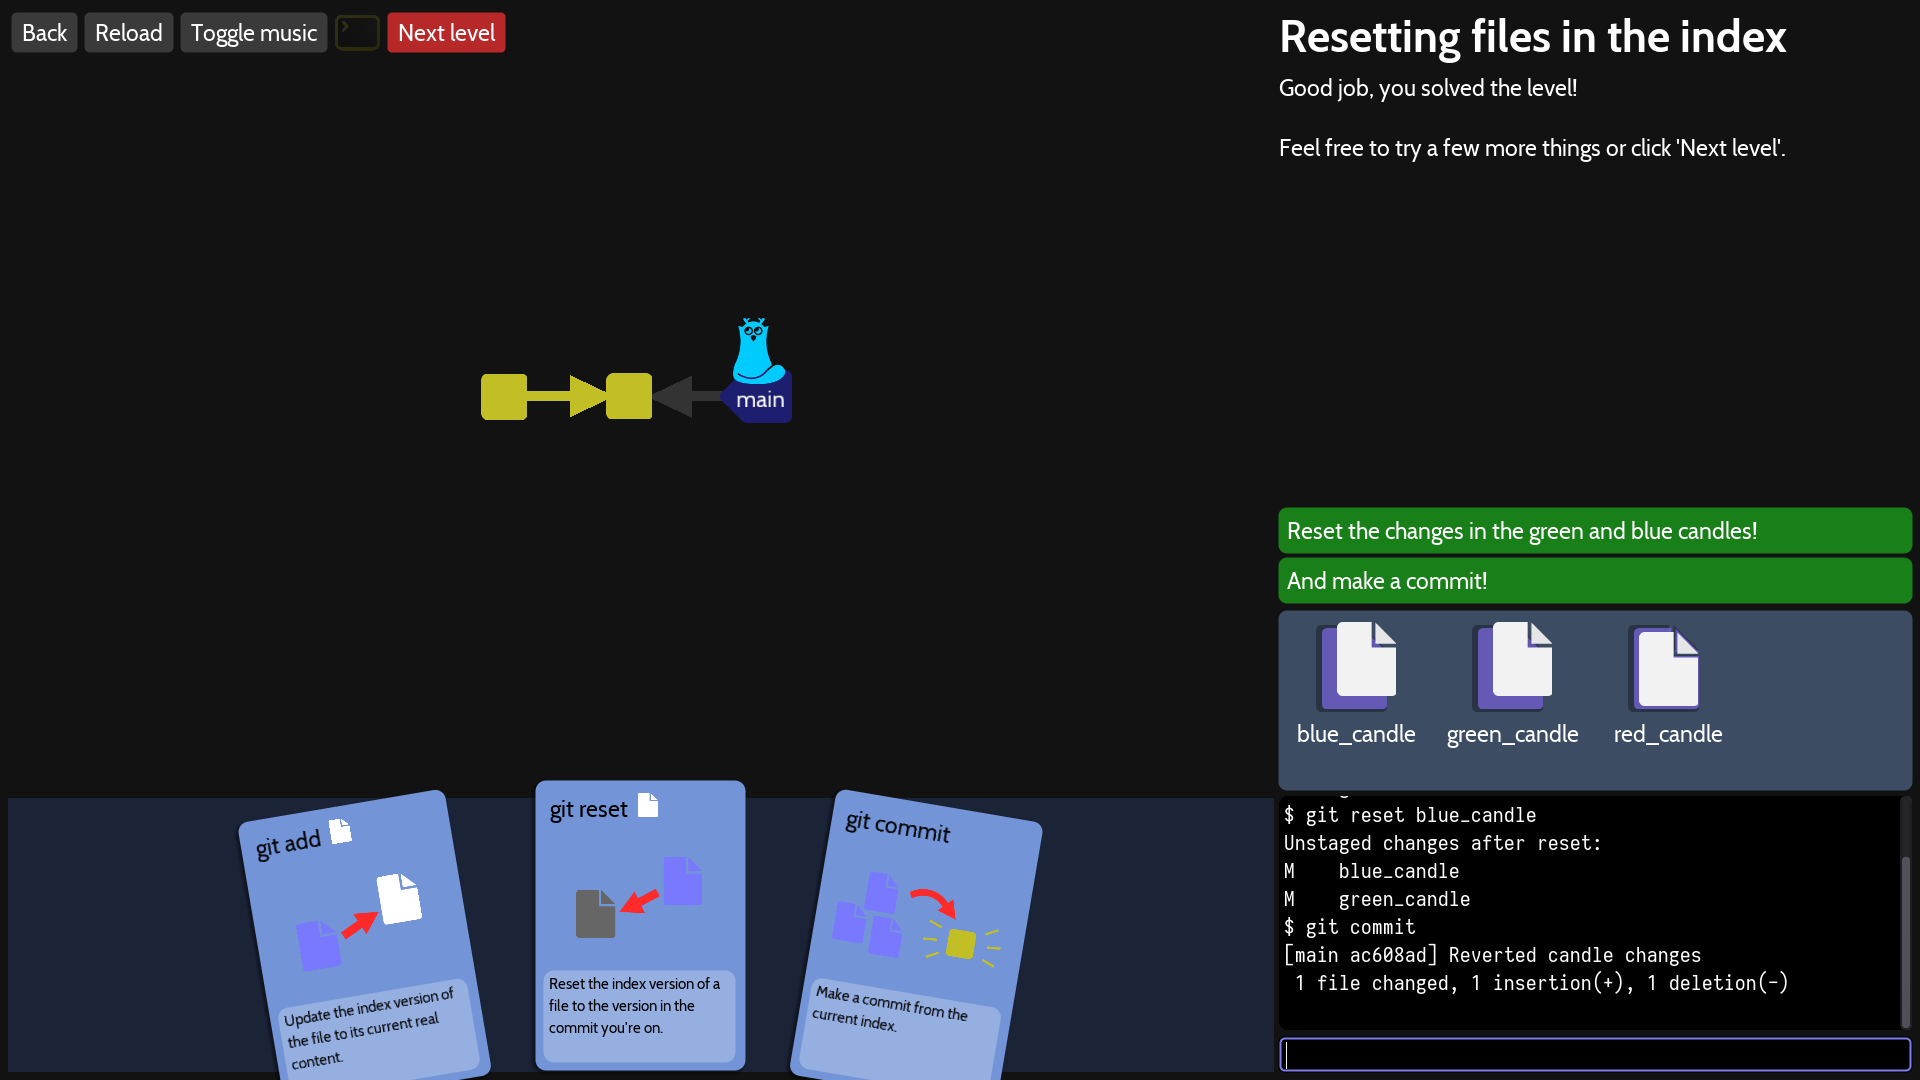 Back Reload Toggle music Next level
Resetting files in the index
Good job, you solved the level!
Feel free to try a few more things or click 'Next level'.
main
Reset the changes in the green and blue candles!
And make a commit!
blue_candle green_candle red_candle
git add
Update the index version of
the file to its current real
content.
git reset
Reset the index version of a
file to the version in the
commit you're on.
git commit
Make a commit from the
current index.
$ git reset blue_candle
Unstaged changes after reset:
M blue_candle
M green_candle
$ git commit
[main ac608ad] Reverted candle changes
1 file changed, 1 insertion(+), 1 deletion(-)